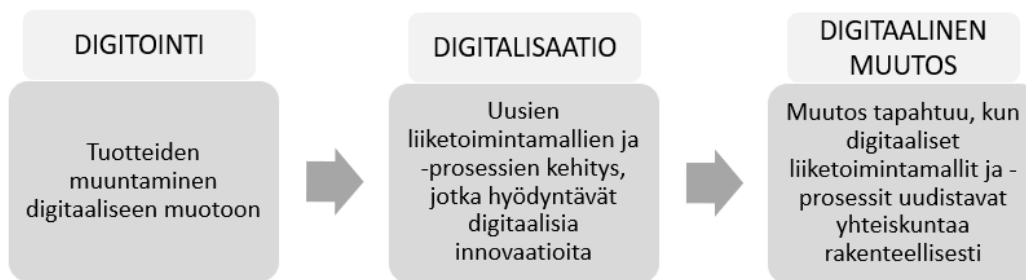 DIGITOINTI
Tuotteiden
muuntaminen
digitaaliseen muotoon
DIGITALISAATIO
Uusien
liiketoimintamallien ja
-prosessien kehitys,
jotka hyödyntävät
digitaalisia
innovaatioita
DIGITAALINEN
MUUTOS
Muutos tapahtuu, kun
digitaaliset
liiketoimintamallit ja -
prosessit uudistavat
yhteiskuntaa
rakenteellisesti